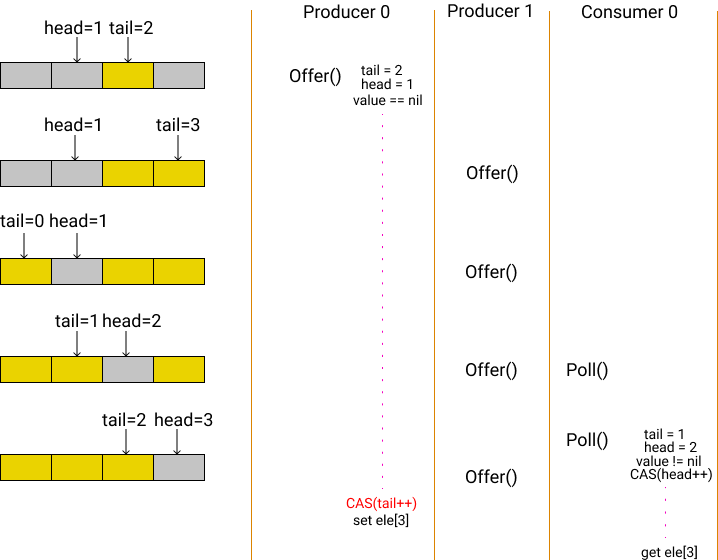 Producer 0
Producer 1
Consumer 0
head=1 tail=2
Offer()
tail = 2
head = 1
value == nil
head=1
tail=3
Offer()
tail=0 head=1
Offer()
tail=1 head=2
Offer()
Poll()
tail=2 head=3
Poll()
tail = 1
head = 2
value != nil
CAS(head++)
Offer()
CAS(tail++)
set ele[3]
get ele[3]